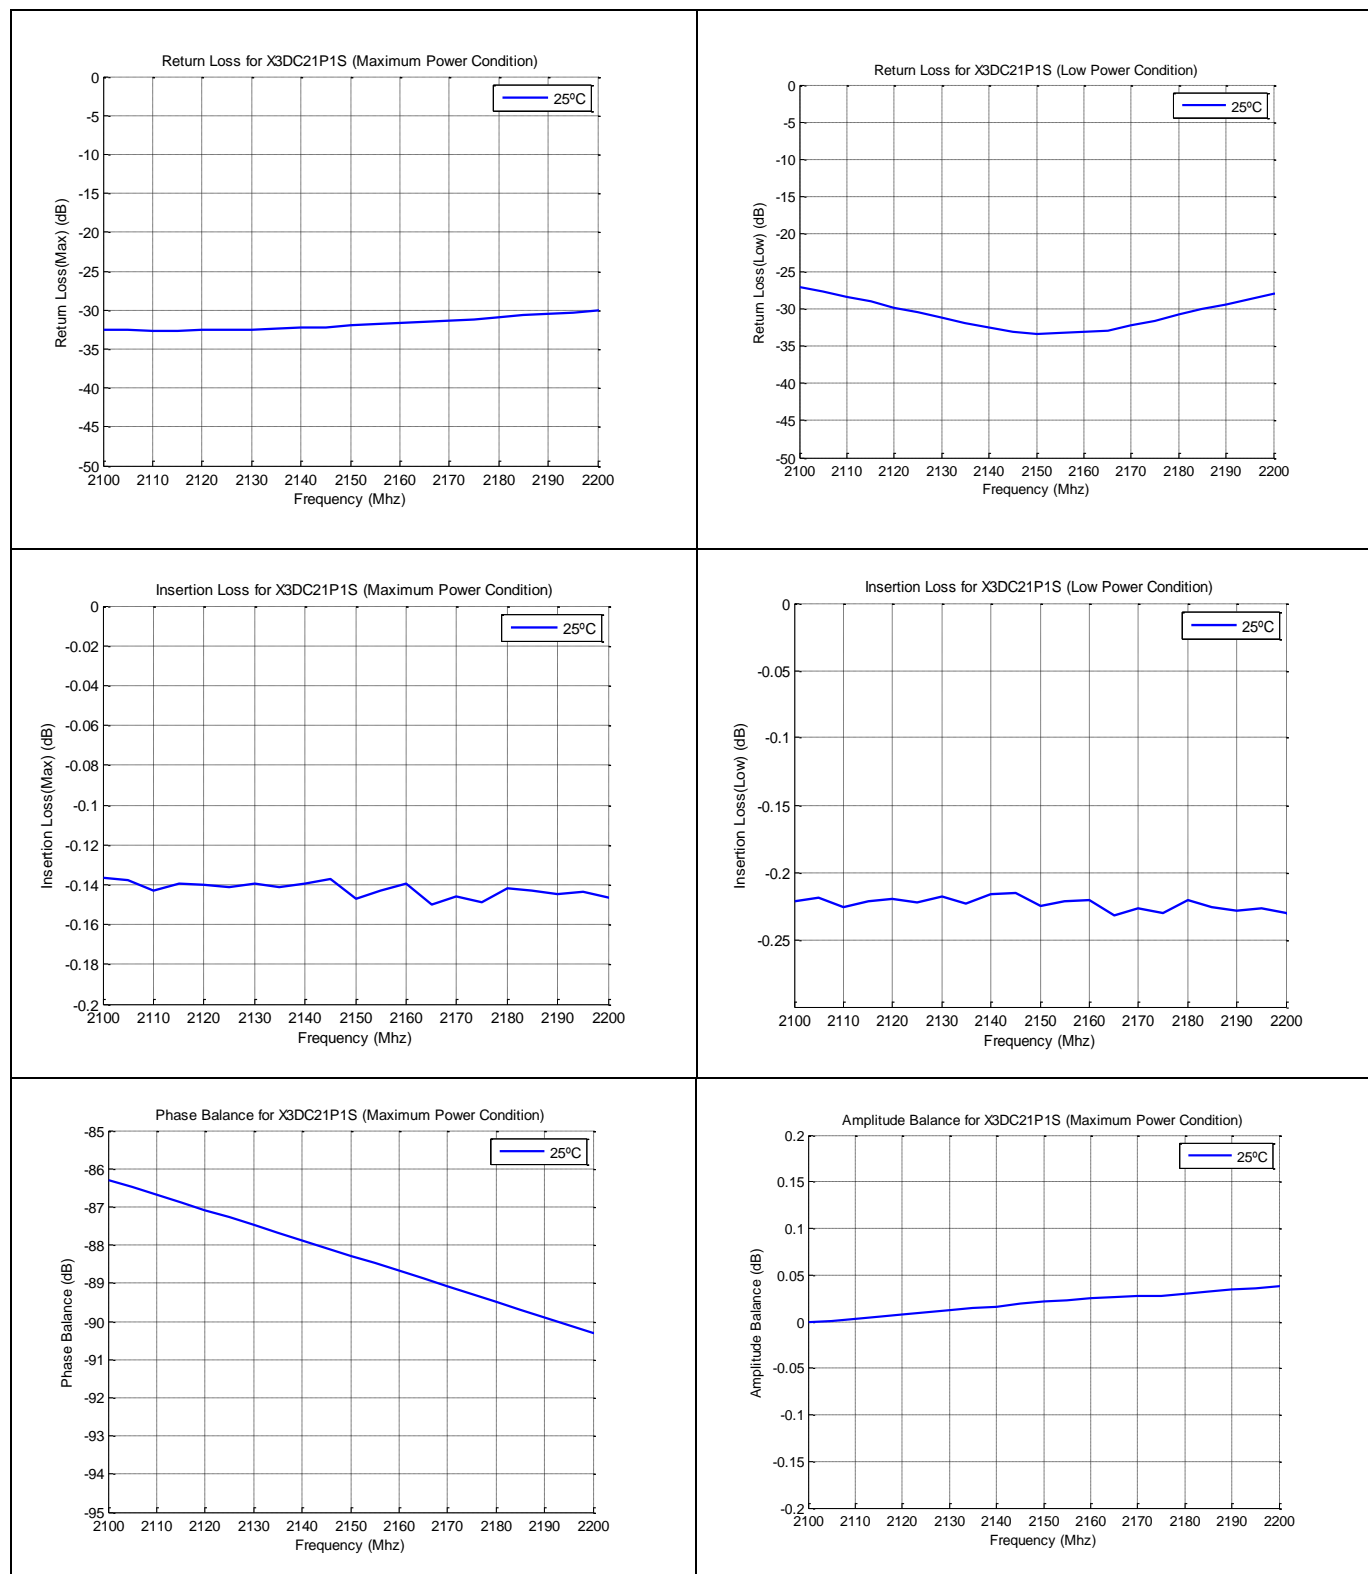 Return Loss for X3DC21P1S (Maximum Power Condition)
25ºC
Return Loss(Max) (dB)
0
-5
-10
-15
-20
-25
-30
-35
-40
-45
-50
2100 2110 2120 2130 2140 2150 2160 2170 2180 2190 2200
Frequency (Mhz)
Return Loss for X3DC21P1S (Low Power Condition)
25ºC
Return Loss(Low) (dB)
0
-5
-10
-15
-20
-25
-30
-35
-40
-45
-50
2100 2110 2120 2130 2140 2150 2160 2170 2180 2190 2200
Frequency (Mhz)
Insertion Loss for X3DC21P1S (Maximum Power Condition)
25ºC
Insertion Loss(Max) (dB)
0
-0.02
-0.04
-0.06
-0.08
-0.1
-0.12
-0.14
-0.16
-0.18
-0.2
2100 2110 2120 2130 2140 2150 2160 2170 2180 2190 2200
Frequency (Mhz)
Insertion Loss for X3DC21P1S (Low Power Condition)
25ºC
Insertion Loss(Low) (dB)
0
-0.05
-0.1
-0.15
-0.2
-0.25
2100 2110 2120 2130 2140 2150 2160 2170 2180 2190 2200
Frequency (Mhz)
Phase Balance for X3DC21P1S (Maximum Power Condition)
25ºC
Phase Balance (dB)
-85
-86
-87
-88
-89
-90
-91
-92
-93
-94
-95
2100 2110 2120 2130 2140 2150 2160 2170 2180 2190 2200
Frequency (Mhz)
Amplitude Balance for X3DC21P1S (Maximum Power Condition)
25ºC
Amplitude Balance (dB)
0.2
0.15
0.1
0.05
0
-0.05
-0.1
-0.15
-0.2
2100 2110 2120 2130 2140 2150 2160 2170 2180 2190 2200
Frequency (Mhz)